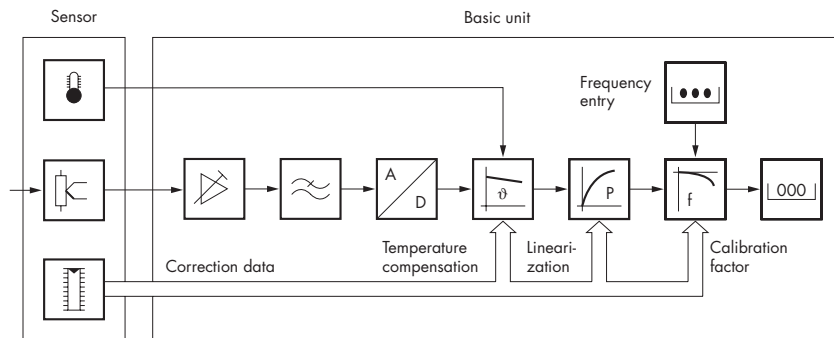 Sensor
Basic unit
Frequency
entry
A
D
ϑ
P
f
000
Temperature
compensation
Lineari-
zation
Calibration
factor
Correction data